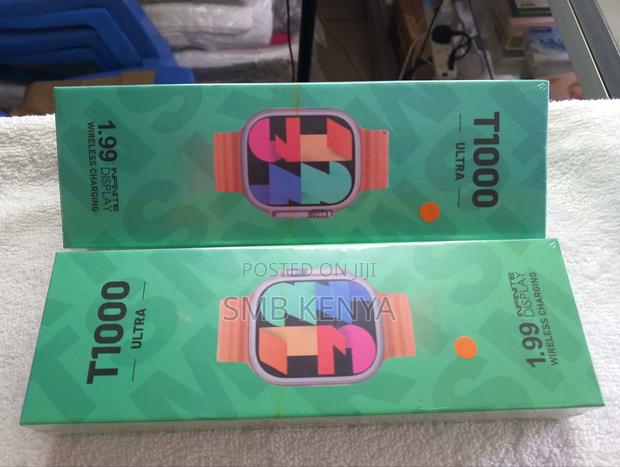 T1000
ULTRA
1.99 INFINITE
DISPLAY
WIRELESS CHARGING
POSTED ON JIJI
SMB KENYA
T1000
ULTRA
1.99 INFINITE
DISPLAY
WIRELESS CHARGING